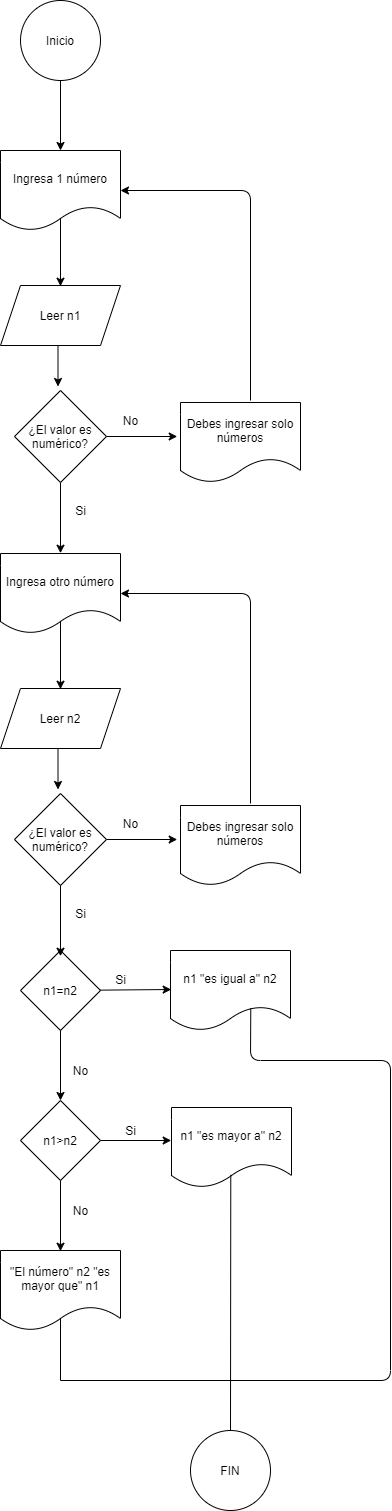 Inicio
Ingresa 1 número
Leer n1
¿El valor es
numérico?
No
Debes ingresar solo
números
Si
Ingresa otro número
Leer n2
¿El valor es
numérico?
No
Debes ingresar solo
números
Si
n1=n2
Si
n1 "es igual a" n2
No
n1>n2
Si
n1 "es mayor a" n2
No
"El número" n2 "es
mayor que" n1
FIN